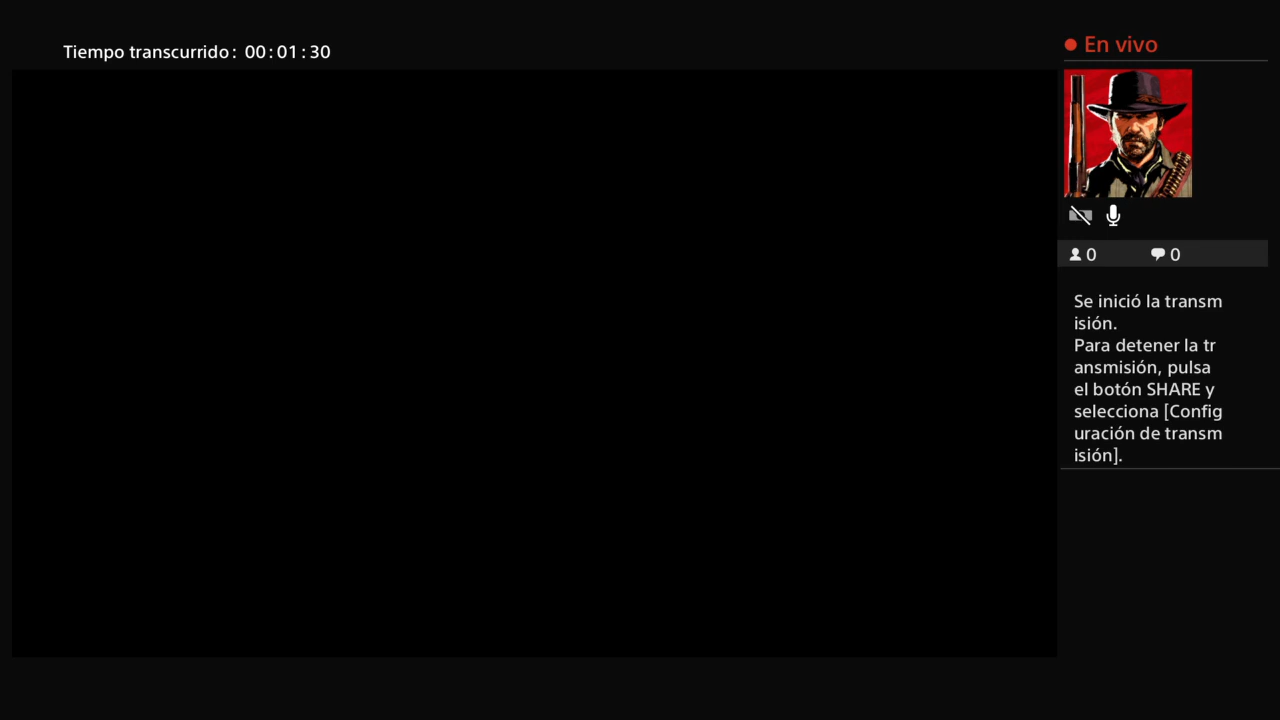 Tiempo transcurrido: 00:01:30
En vivo
0 0
Se inició la transm
isión.
Para detener la tr
ansmisión, pulsa
el botón SHARE y
selecciona [Config
uración de transm
isión].